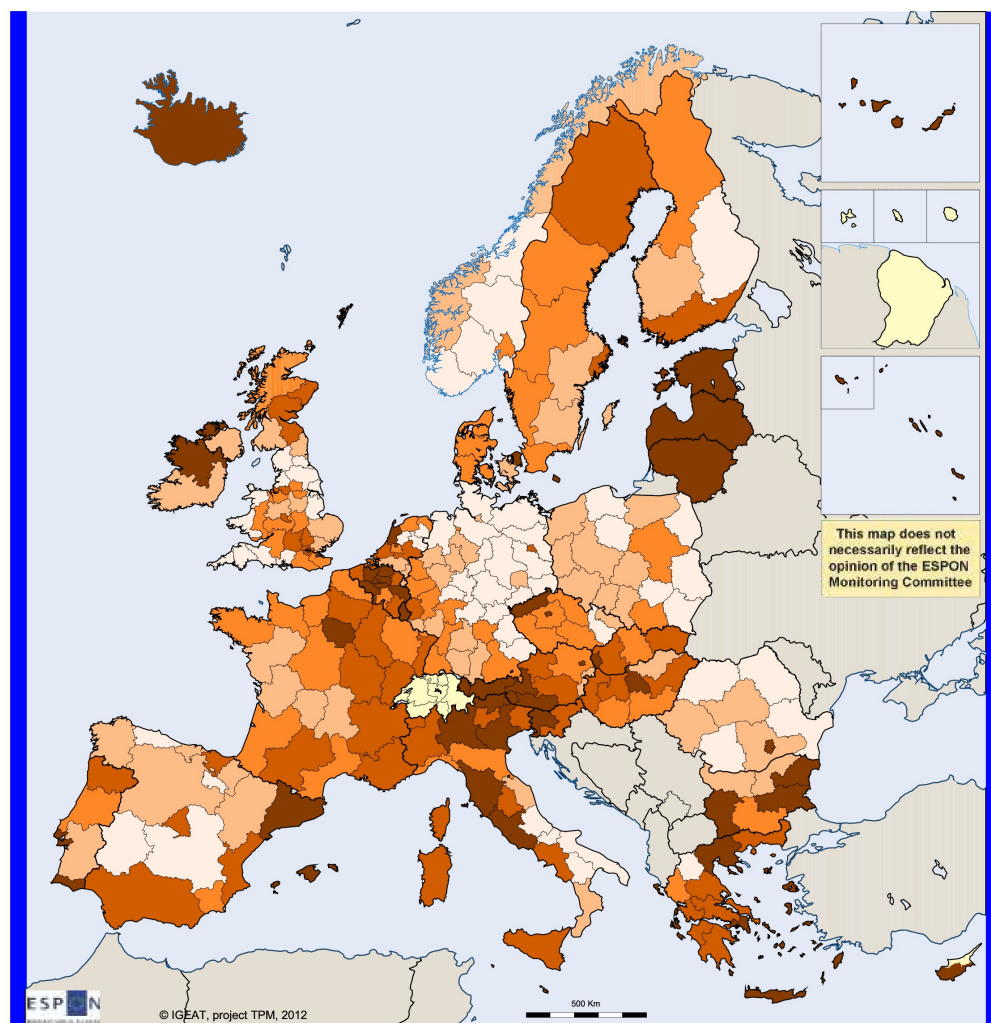 This map does not
necessarily reflect the
opinion of the ESPON
Monitoring Committee
ESPON
© IGEAT, project TPM, 2012
500 Km